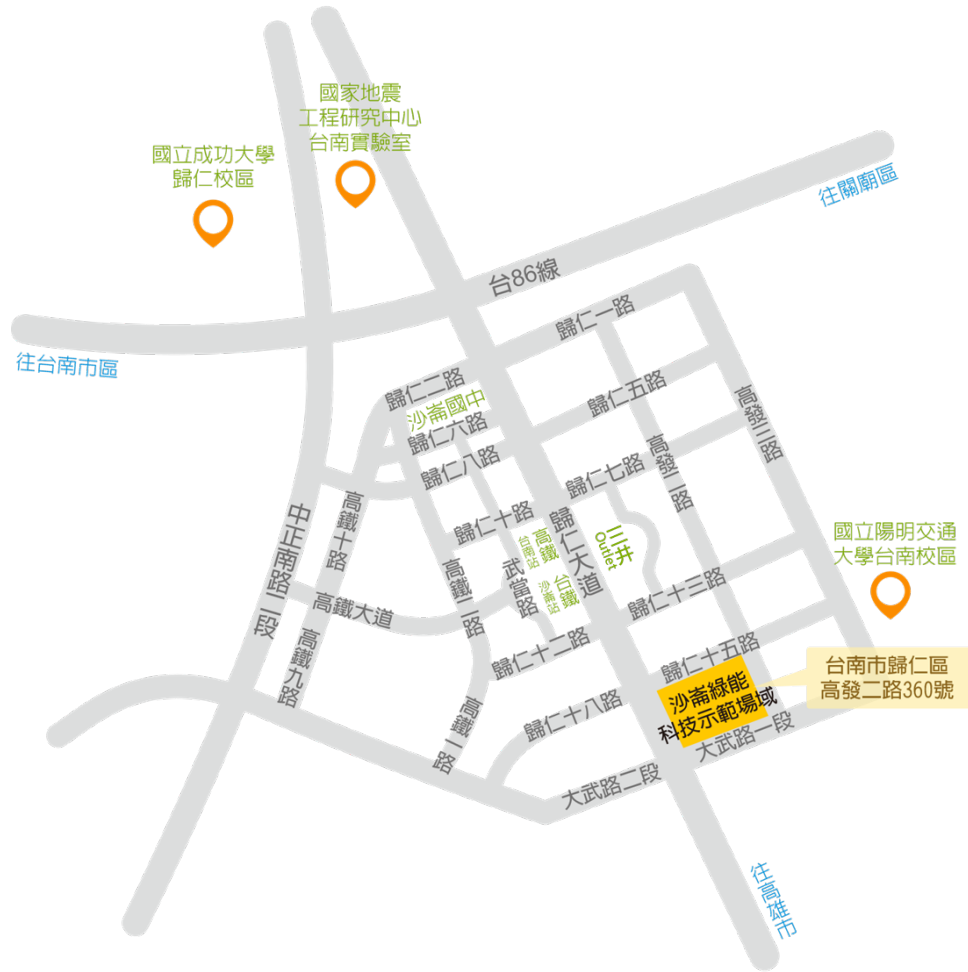 國家地震
工程研究中心
台南實驗室
國立成功大學
歸仁校區
往關廟區
台86線
往台南市區
歸仁一路
歸仁二路
沙崙國中
歸仁五路
歸仁六路
高發三路
歸仁八路
高發二路
歸仁七路
高鐵十路
中正南路二段
歸仁十路
歸仁大道
高鐵
台南站
三井
Outlet
國立陽明交通
大學台南校區
高鐵二路
武當路
台鐵
沙崙站
高鐵大道
歸仁十三路
高鐵九路
歸仁十二路
歸仁十五路
台南市歸仁區
高發二路360號
沙崙綠能
科技示範場域
歸仁十八路
高鐵一路
大武路一段
大武路二段
往高雄市